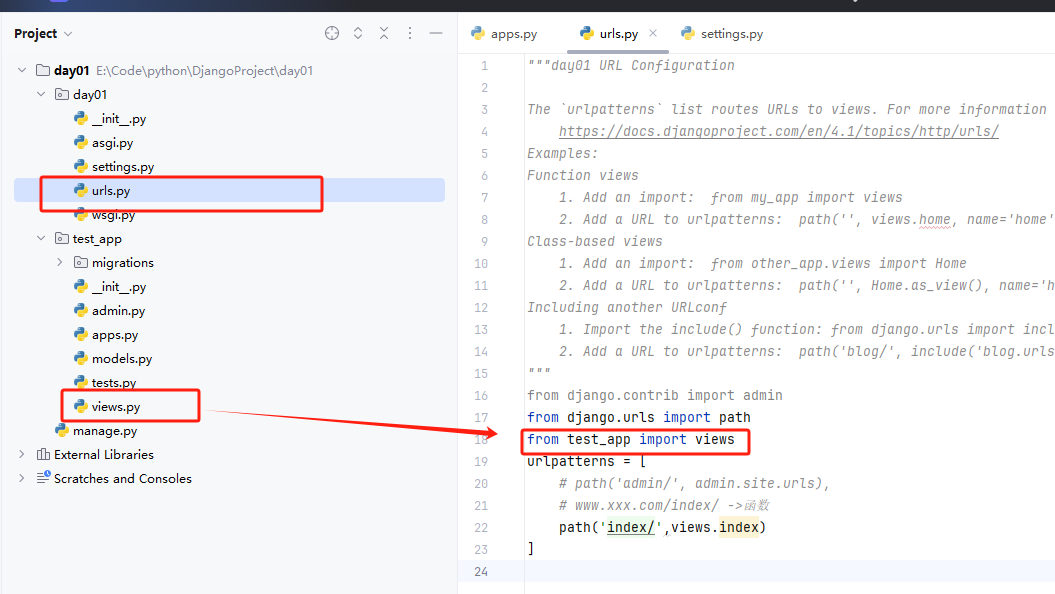 Project
day01 E:\Code\python\DjangoProject\day01
day01
__init__.py
asgi.py
settings.py
urls.py
wsgi.py
test_app
migrations
__init__.py
admin.py
apps.py
models.py
tests.py
views.py
manage.py
External Libraries
Scratches and Consoles
apps.py urls.py settings.py
1 """day01 URL Configuration
2
3 The `urlpatterns` list routes URLs to views. For more information
4 https://docs.djangoproject.com/en/4.1/topics/http/urls/
5 Examples:
6 Function views
7 1. Add an import:  from my_app import views
8 2. Add a URL to urlpatterns:  path('', views.home, name='home'
9 Class-based views
10 1. Add an import:  from other_app.views import Home
11 2. Add a URL to urlpatterns:  path('', Home.as_view(), name='h
12 Including another URLconf
13 1. Import the include() function: from django.urls import incl
14 2. Add a URL to urlpatterns:  path('blog/', include('blog.urls
15 """
16 from django.contrib import admin
17 from django.urls import path
18 from test_app import views
19 urlpatterns = [
20 # path('admin/', admin.site.urls),
21 # www.xxx.com/index/ ->函数
22 path('index/',views.index)
23 ]
24